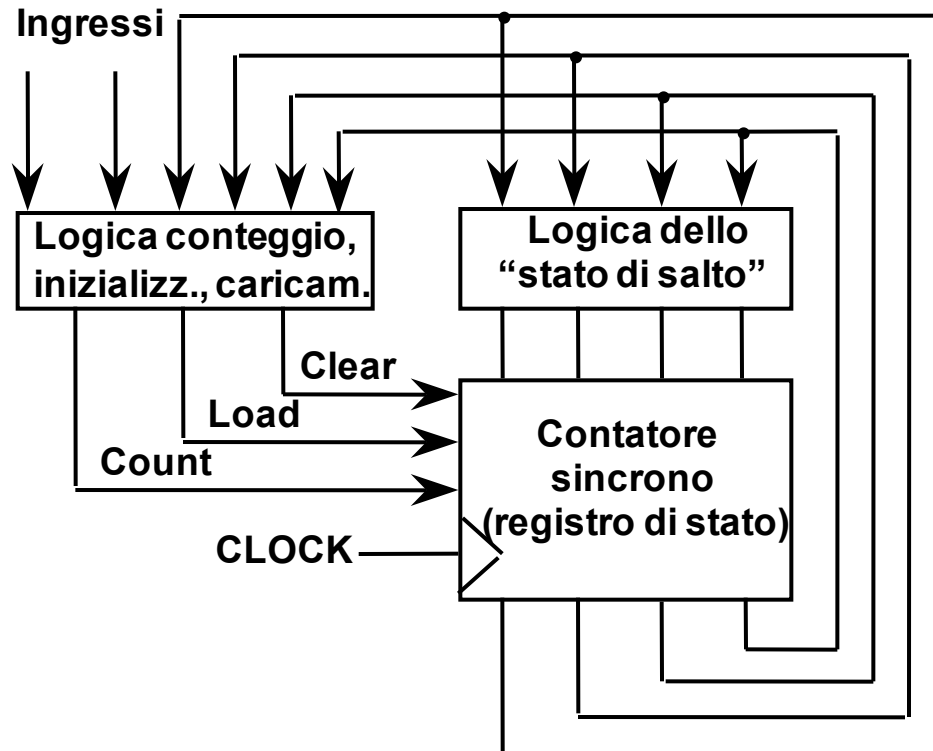 Ingressi
Logica conteggio,
inizializz., caricam.
Logica dello
“stato di salto”
Clear
Load
Count
CLOCK
Contatore
sincrono
(registro di stato)